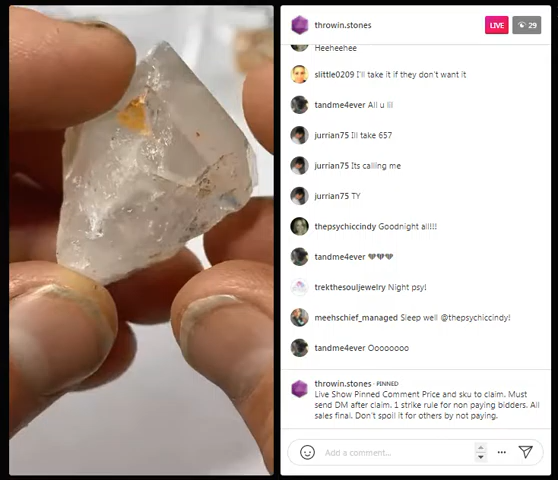 throwin.stones
LIVE
29
Heeheehee
slittle0209 I'll take it if they don't want it
tandme4ever All u lil
jurrian75 Ill take 657
jurrian75 Its calling me
jurrian75 TY
thepsychiccindy Goodnight all!!!
tandme4ever 💔💔💔
trekthesouljewelry Night psy!
meehschief_managed Sleep well @thepsychiccindy!
tandme4ever Oooooooo
throwin.stones · PINNED
Live Show Pinned Comment Price and sku to claim. Must
send DM after claim. 1 strike rule for non paying bidders. All
sales final. Don't spoil it for others by not paying.
Add a comment...